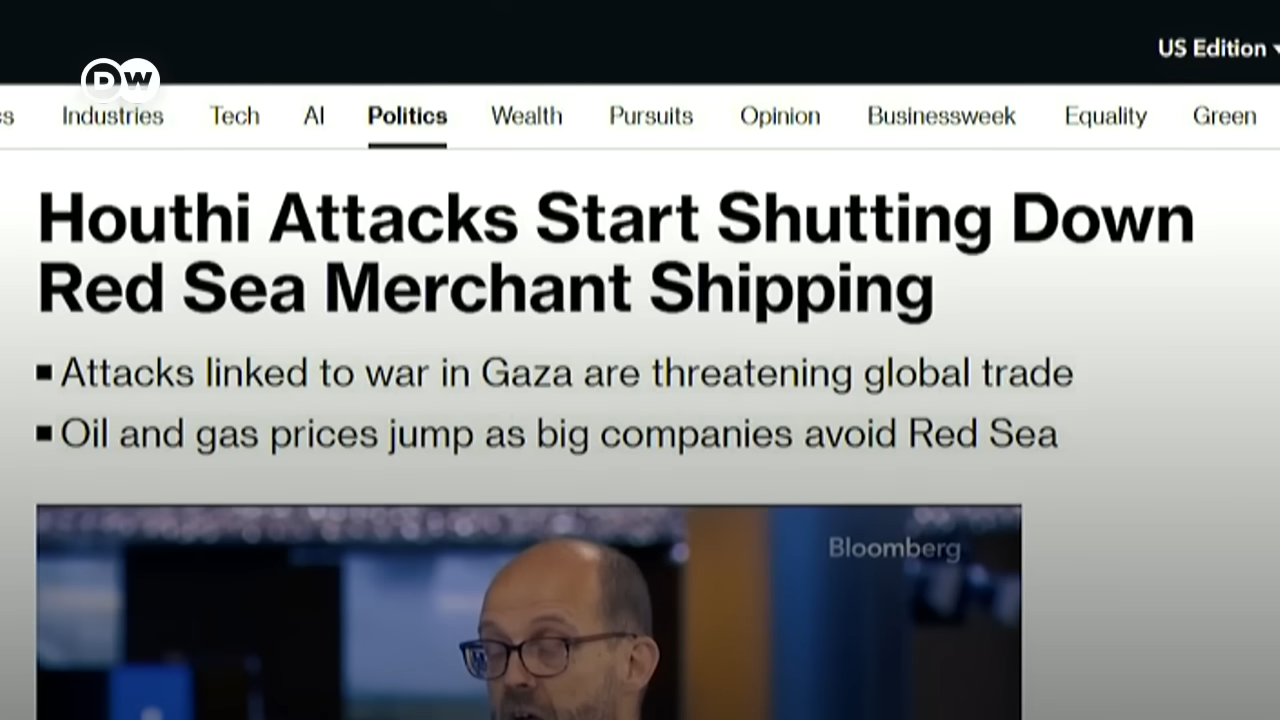 US Edition
DW
Industries Tech AI Politics Wealth Pursuits Opinion Businessweek Equality Green
Houthi Attacks Start Shutting Down
Red Sea Merchant Shipping
Attacks linked to war in Gaza are threatening global trade
Oil and gas prices jump as big companies avoid Red Sea
Bloomberg